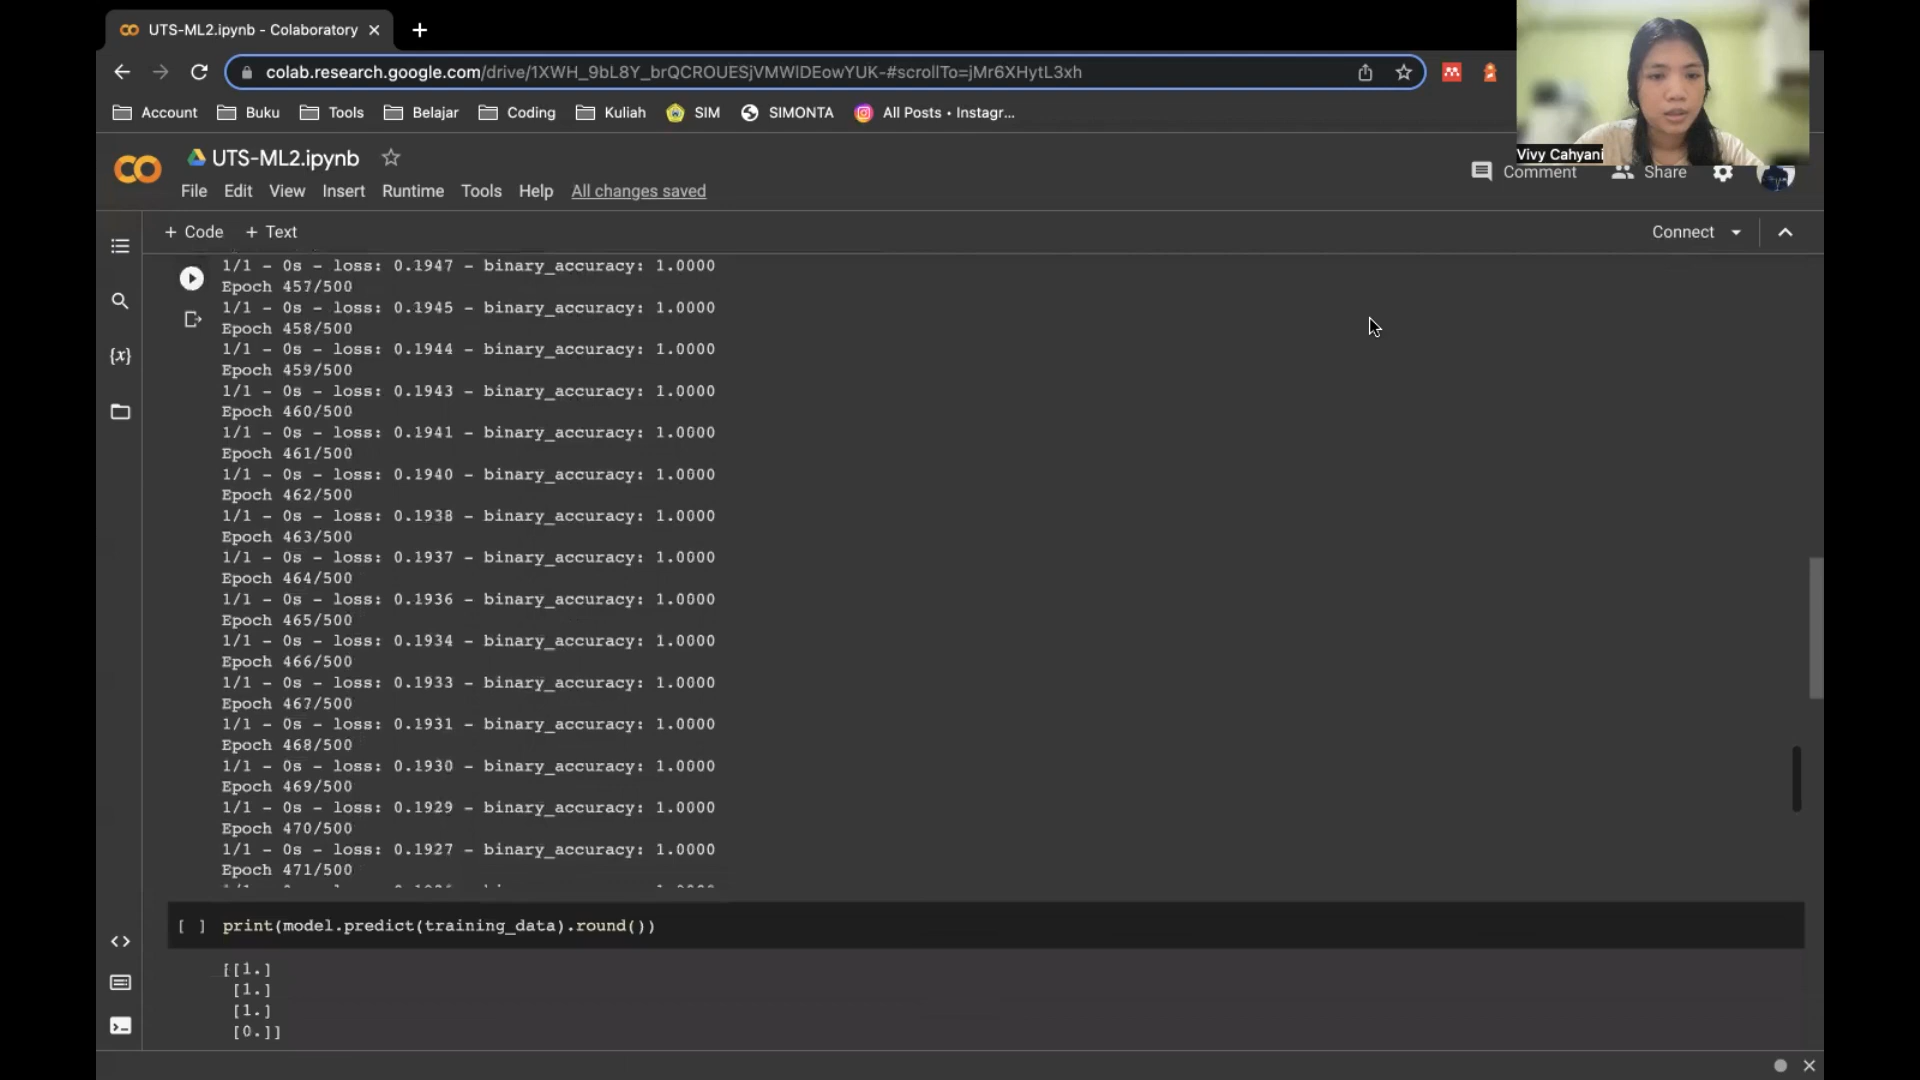 UTS-ML2.ipynb - Colaboratory
colab.research.google.com/drive/1XWH_9bL8Y_brQCROUESjVMWlDEowYUK-#scrollTo=jMr6XHytL3xh
Account Buku Tools Belajar Coding Kuliah SIM SIMONTA All Posts • Instagr...
Vivy Cahyani
UTS-ML2.ipynb
File Edit View Insert Runtime Tools Help All changes saved
Comment Share
+ Code + Text
Connect
1/1 - 0s - loss: 0.1947 - binary_accuracy: 1.0000
Epoch 457/500
1/1 - 0s - loss: 0.1945 - binary_accuracy: 1.0000
Epoch 458/500
1/1 - 0s - loss: 0.1944 - binary_accuracy: 1.0000
Epoch 459/500
1/1 - 0s - loss: 0.1943 - binary_accuracy: 1.0000
Epoch 460/500
1/1 - 0s - loss: 0.1941 - binary_accuracy: 1.0000
Epoch 461/500
1/1 - 0s - loss: 0.1940 - binary_accuracy: 1.0000
Epoch 462/500
1/1 - 0s - loss: 0.1938 - binary_accuracy: 1.0000
Epoch 463/500
1/1 - 0s - loss: 0.1937 - binary_accuracy: 1.0000
Epoch 464/500
1/1 - 0s - loss: 0.1936 - binary_accuracy: 1.0000
Epoch 465/500
1/1 - 0s - loss: 0.1934 - binary_accuracy: 1.0000
Epoch 466/500
1/1 - 0s - loss: 0.1933 - binary_accuracy: 1.0000
Epoch 467/500
1/1 - 0s - loss: 0.1931 - binary_accuracy: 1.0000
Epoch 468/500
1/1 - 0s - loss: 0.1930 - binary_accuracy: 1.0000
Epoch 469/500
1/1 - 0s - loss: 0.1929 - binary_accuracy: 1.0000
Epoch 470/500
1/1 - 0s - loss: 0.1927 - binary_accuracy: 1.0000
Epoch 471/500
[ ] print(model.predict(training_data).round())
[[1.]
[1.]
[1.]
[0.]]